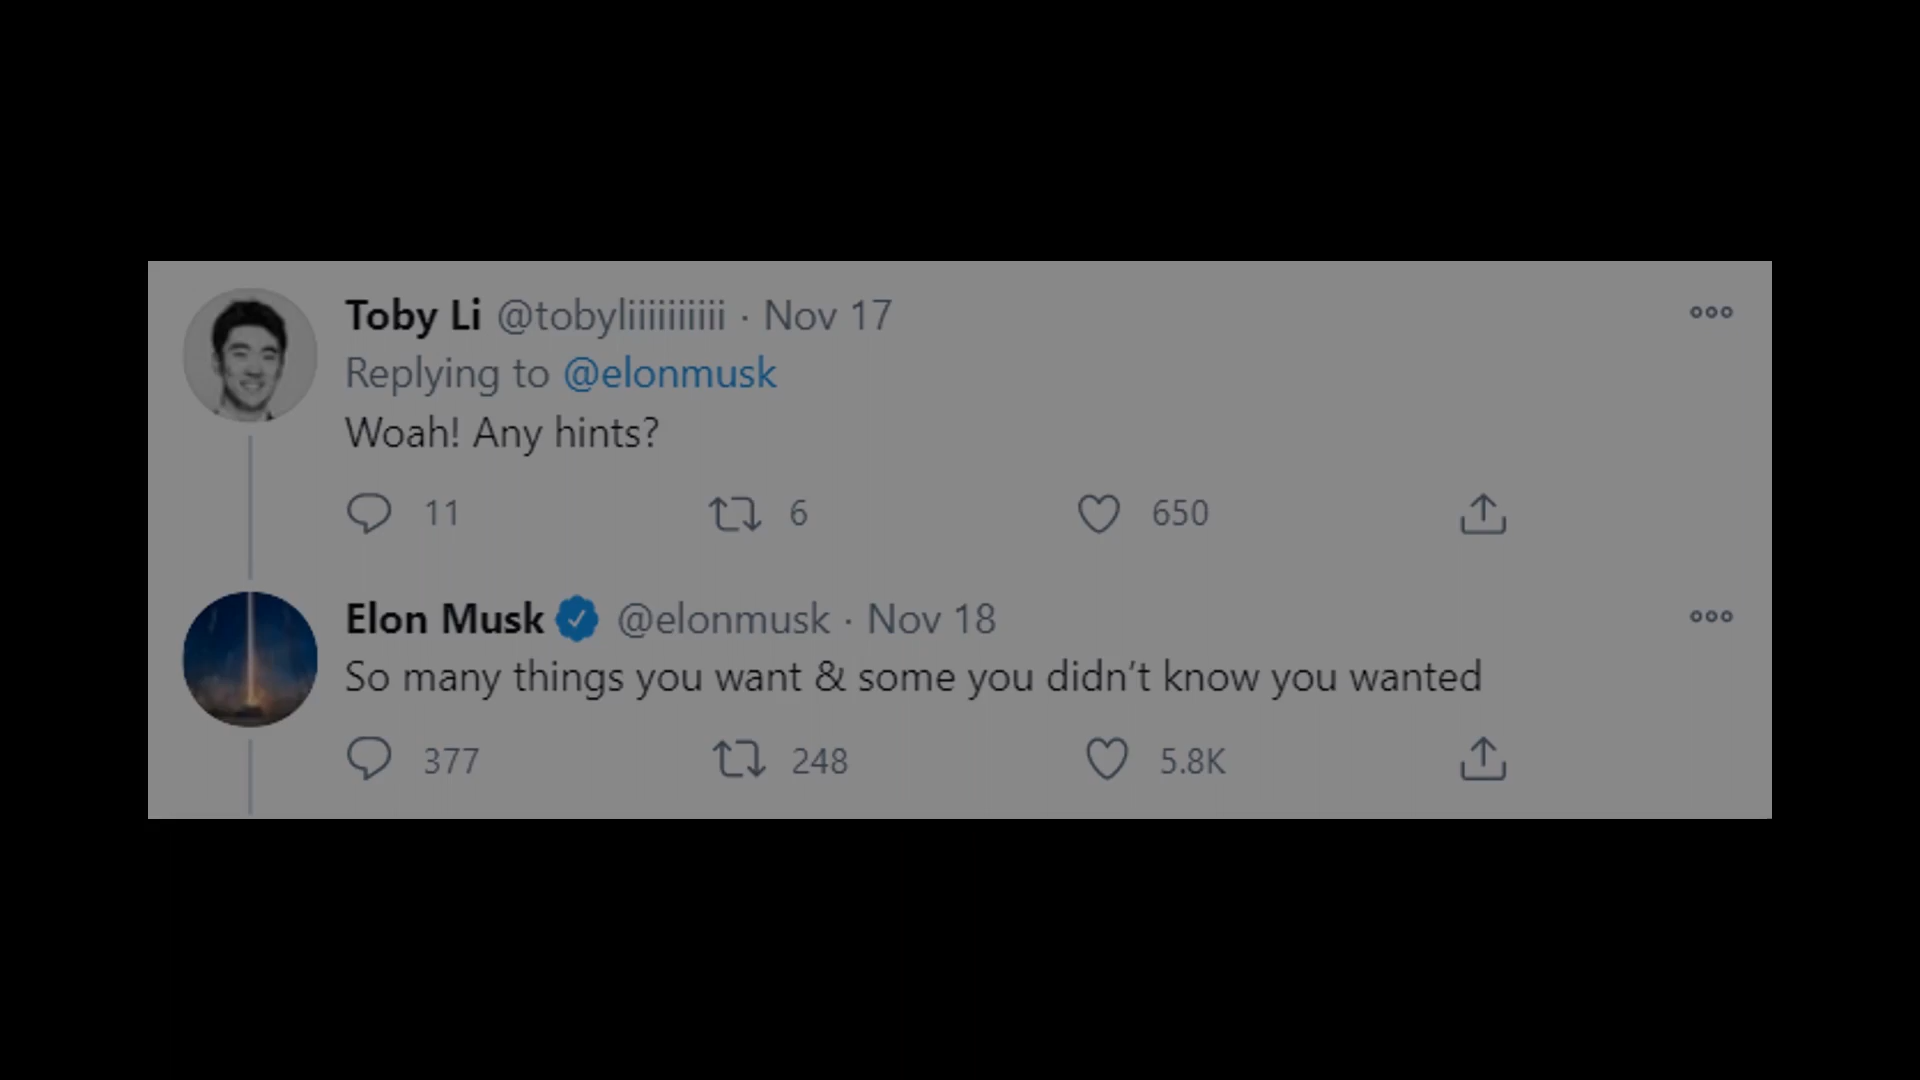 Toby Li @tobyliiiiiiiiiii · Nov 17
Replying to @elonmusk
Woah! Any hints?
11 6 650
Elon Musk @elonmusk · Nov 18
So many things you want & some you didn’t know you wanted
377 248 5.8K